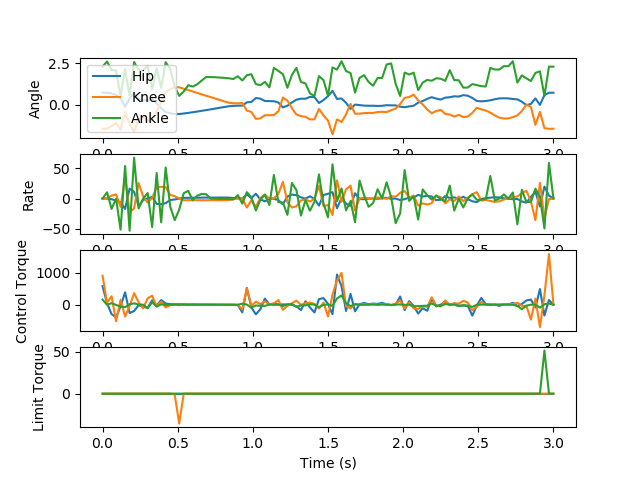 Angle
2.5
0.0
Hip
Knee
Ankle
0.0 0.5 1.0 1.5 2.0 2.5 3.0
Rate
50
0
−50
0.0 0.5 1.0 1.5 2.0 2.5 3.0
Control Torque
1000
0
0.0 0.5 1.0 1.5 2.0 2.5 3.0
Limit Torque
50
0
0.0 0.5 1.0 1.5 2.0 2.5 3.0
Time (s)